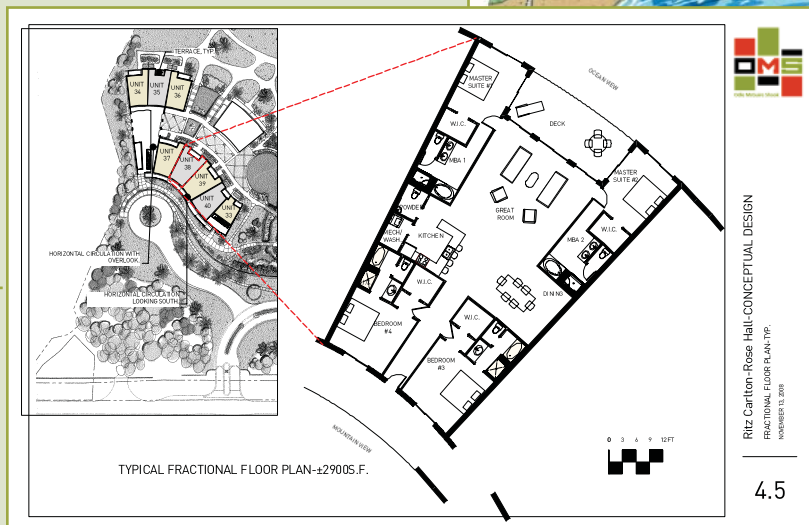 TERRACE, TYP.
UNIT
34
UNIT
35
UNIT
36
UNIT
37
UNIT
38
UNIT
39
UNIT
40
UNIT
33
HORIZONTAL CIRCULATION WITH
OVERLOOK.
HORIZONTAL CIRCULATION
LOOKING SOUTH.
OCEAN VIEW
MASTER
SUITE #1
DECK
W.I.C.
MBA 1
MASTER
SUITE #2
POWDER
GREAT
ROOM
W.I.C.
MECH/
WASH.
KITCHEN
MBA 2
W.I.C.
DINING
W.I.C.
BEDROOM
#4
BEDROOM
#3
MOUNTAIN VIEW
TYPICAL FRACTIONAL FLOOR PLAN-±2900S.F.
0 3 6 9 12FT
OMS
Ritz Carlton-Rose Hall-CONCEPTUAL DESIGN
FRACTIONAL FLOOR PLAN-TYP.
NOVEMBER 13, 2008
4.5